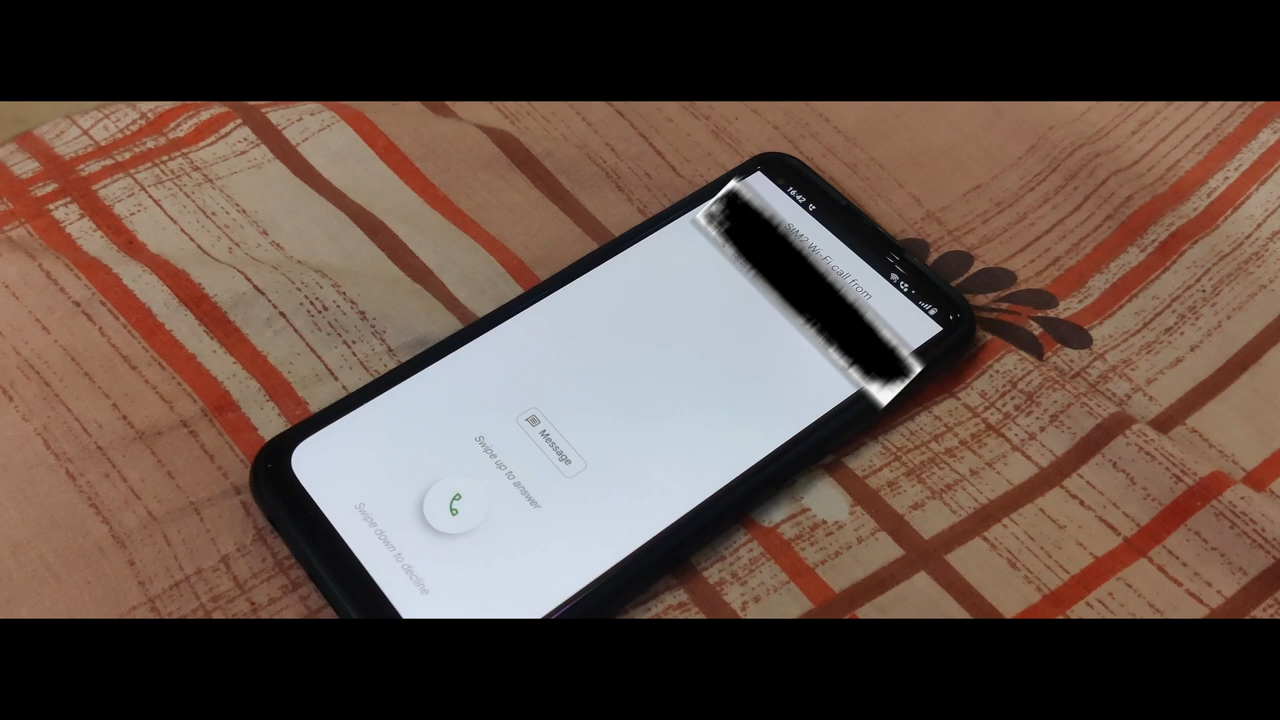 16:42
SIM2 Wi-Fi call from
Message
Swipe up to answer
Swipe down to decline